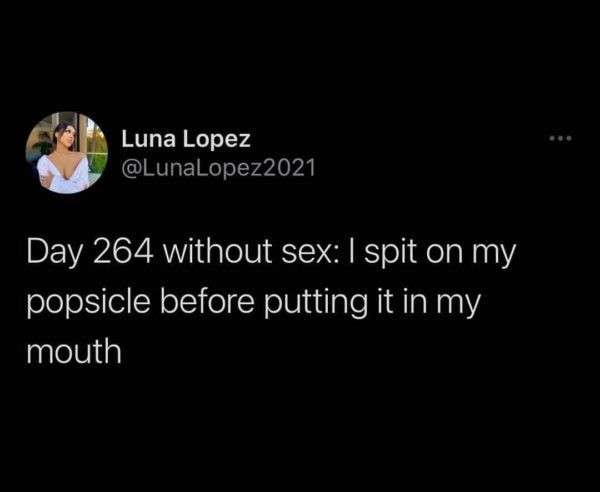 Luna Lopez
@LunaLopez2021
Day 264 without sex: I spit on my
popsicle before putting it in my
mouth